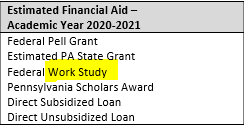 Estimated Financial Aid –
Academic Year 2020-2021
Federal Pell Grant
Estimated PA State Grant
Federal Work Study
Pennsylvania Scholars Award
Direct Subsidized Loan
Direct Unsubsidized Loan